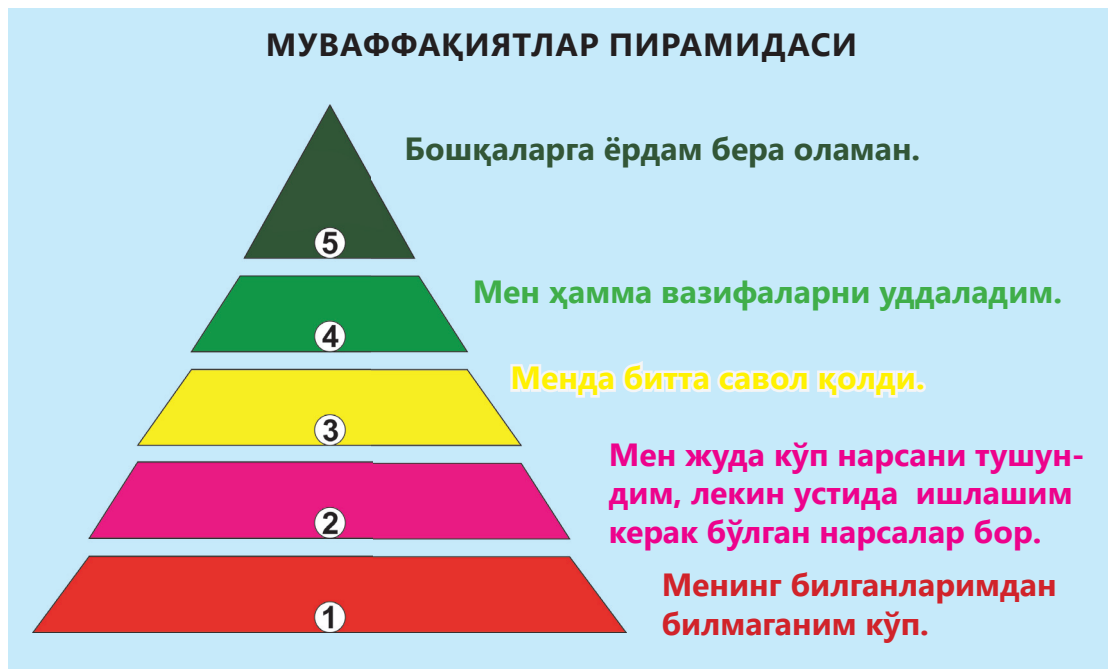 МУВАФФАҚИЯТЛАР ПИРАМИДАСИ
Бошқаларга ёрдам бера оламан.
5
Мен ҳамма вазифаларни уддаладим.
4
Менда битта савол қолди.
3
Мен жуда кўп нарсани тушун-
дим, лекин устида ишлашим
керак бўлган нарсалар бор.
2
Менинг билганларимдан
билмаганим кўп.
1